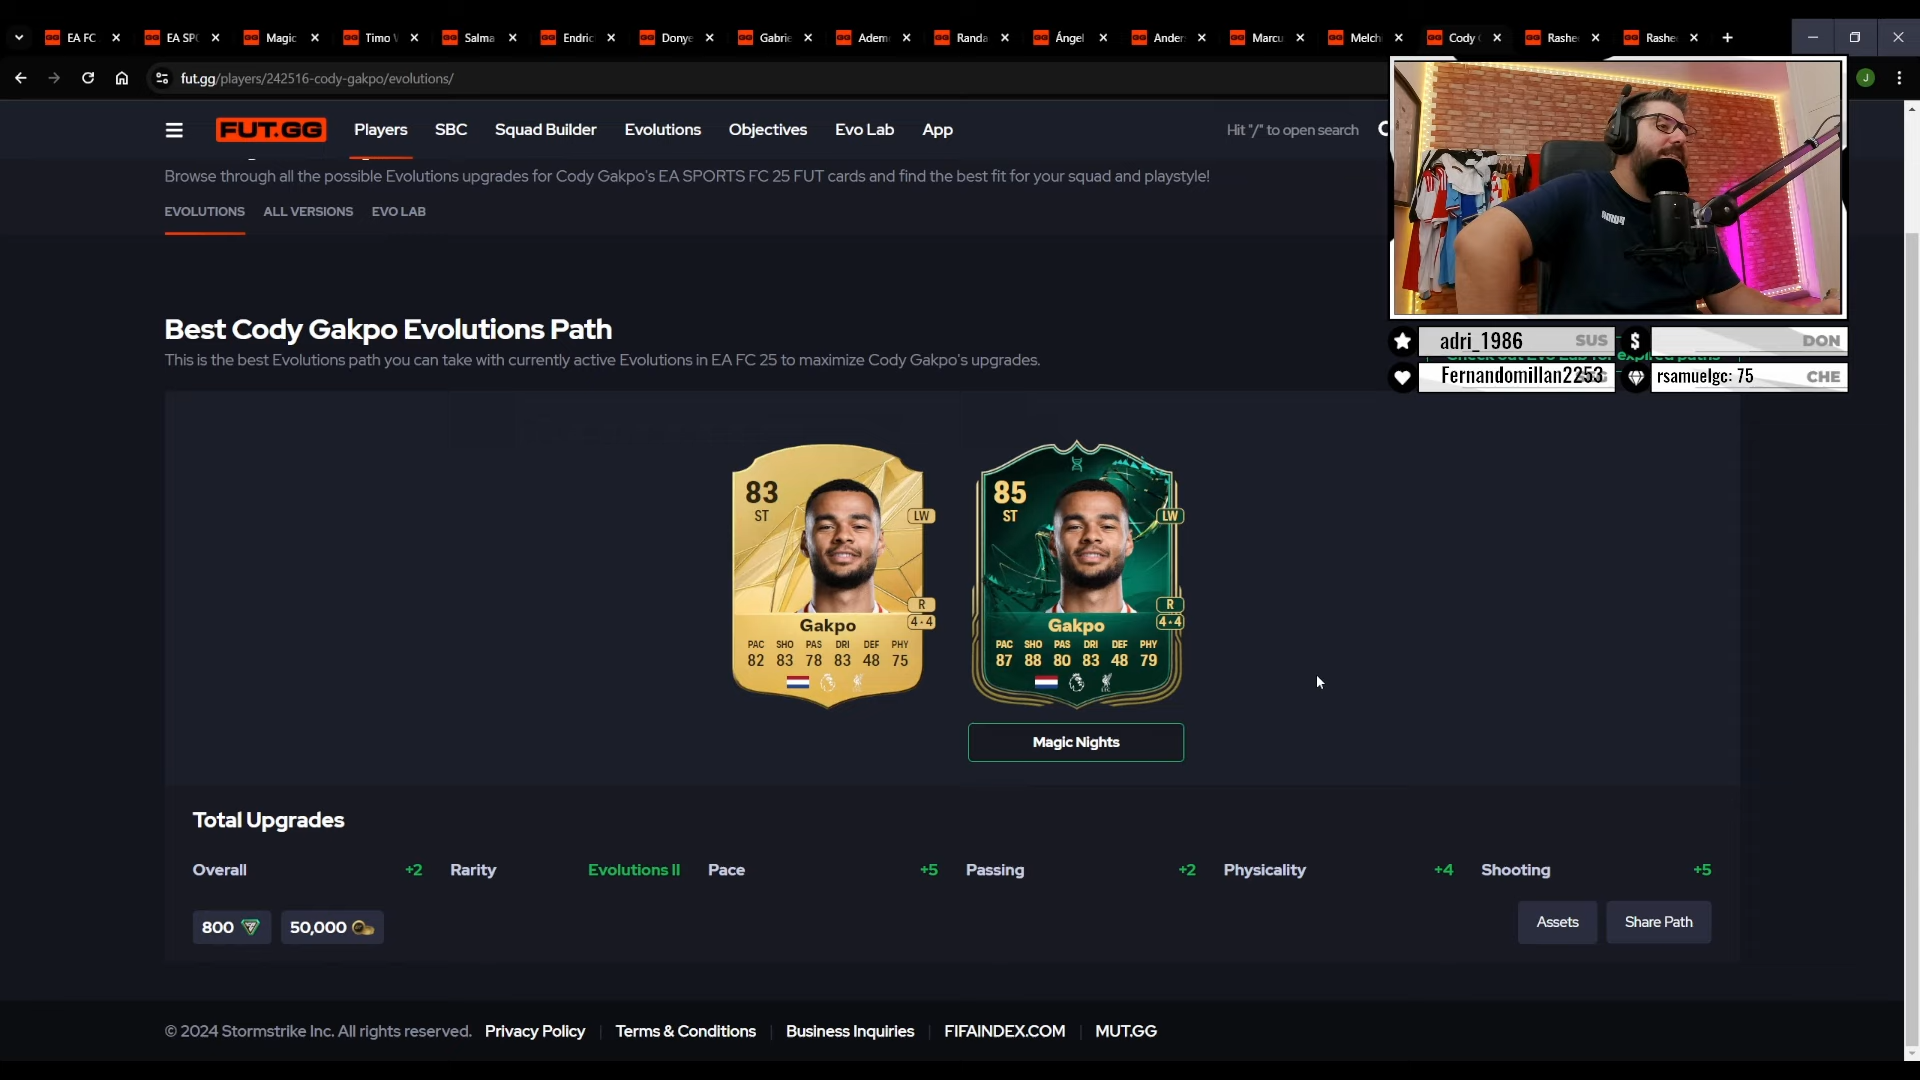 EA FC
EA SP
Magic
Timo
Salma
Endric
Donye
Gabrie
Adem
Randa
Ángel
Ander
Marcu
Melchi
Cody
Rashe
Rashe
fut.gg/players/242516-cody-gakpo/evolutions/
J
FUT.GG
Players
SBC
Squad Builder
Evolutions
Objectives
Evo Lab
App
Hit "/" to open search
Browse through all the possible Evolutions upgrades for Cody Gakpo's EA SPORTS FC 25 FUT cards and find the best fit for your squad and playstyle!
EVOLUTIONS
ALL VERSIONS
EVO LAB
adri_1986 SUS
$ DON
Check out Evo Lab for expired paths
Fernandomillan2253
rsamuelgc: 75 CHE
Best Cody Gakpo Evolutions Path
This is the best Evolutions path you can take with currently active Evolutions in EA FC 25 to maximize Cody Gakpo's upgrades.
83
ST
LW
R
4 · 4
Gakpo
PAC SHO PAS DRI DEF PHY
82 83 78 83 48 75
85
ST
LW
R
4 · 4
Gakpo
PAC SHO PAS DRI DEF PHY
87 88 80 83 48 79
Magic Nights
Total Upgrades
Overall +2
Rarity Evolutions II
Pace +5
Passing +2
Physicality +4
Shooting +5
800
50,000
Assets
Share Path
© 2024 Stormstrike Inc. All rights reserved.
Privacy Policy
Terms & Conditions
Business Inquiries
FIFAINDEX.COM
MUT.GG